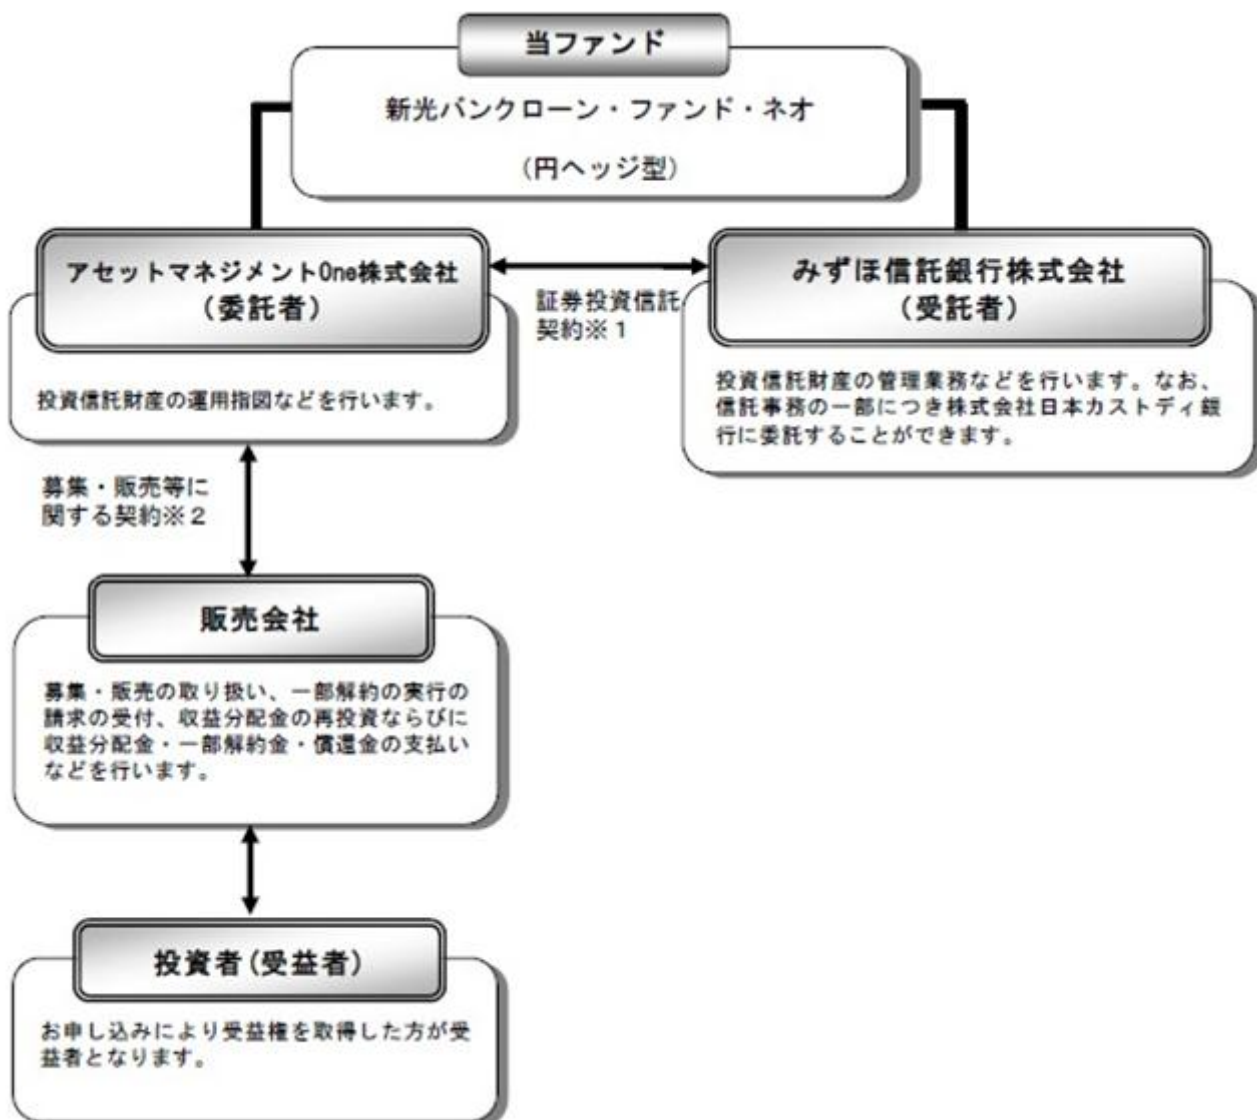 当ファンド
新光バンクローン・ファンド・ネオ
（円ヘッジ型）
アセットマネジメントOne株式会社
（委託者）
投資信託財産の運用指図などを行います。
証券投資信託
契約※１
みずほ信託銀行株式会社
（受託者）
投資信託財産の管理業務などを行います。なお、
信託事務の一部につき株式会社日本カストディ銀
行に委託することができます。
募集・販売等に
関する契約※２
販売会社
募集・販売の取り扱い、一部解約の実行の
請求の受付、収益分配金の再投資ならびに
収益分配金・一部解約金・償還金の支払い
などを行います。
投資者(受益者)
お申し込みにより受益権を取得した方が受
益者となります。